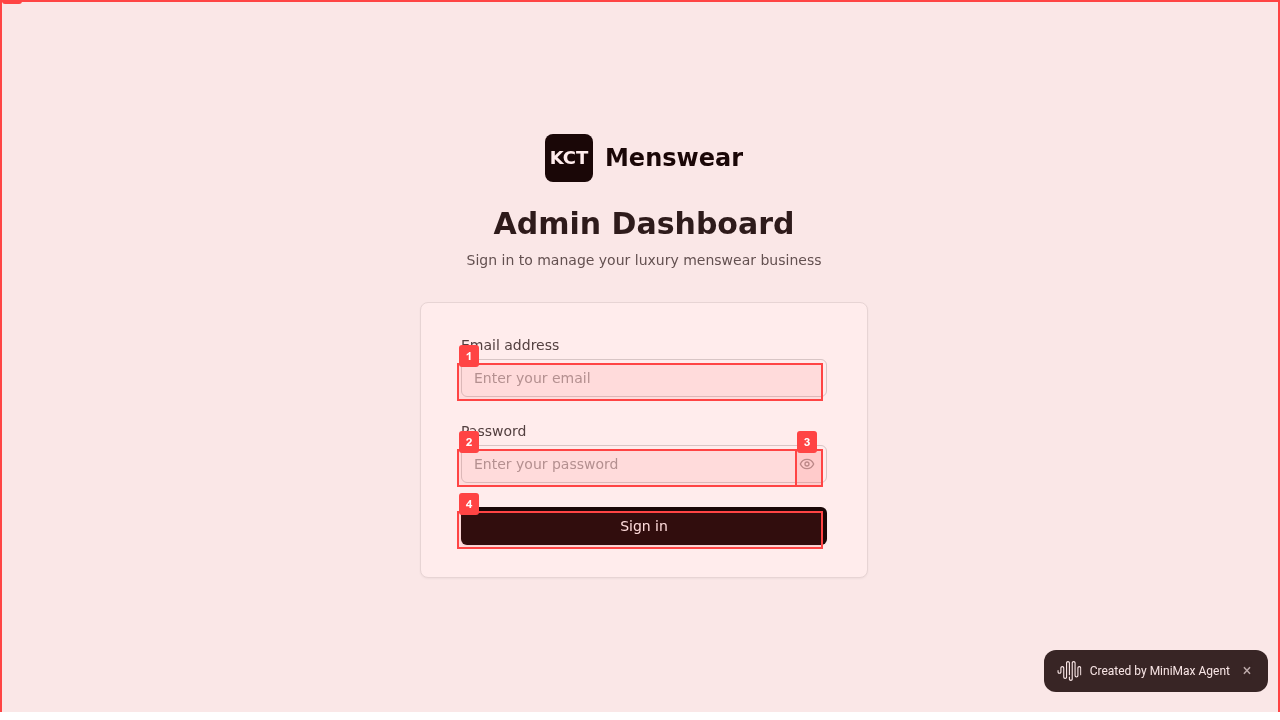 KCT Menswear
Admin Dashboard
Sign in to manage your luxury menswear business
Email address
1
Enter your email
Password
2
3
Enter your password
4
Sign in
Created by MiniMax Agent ×